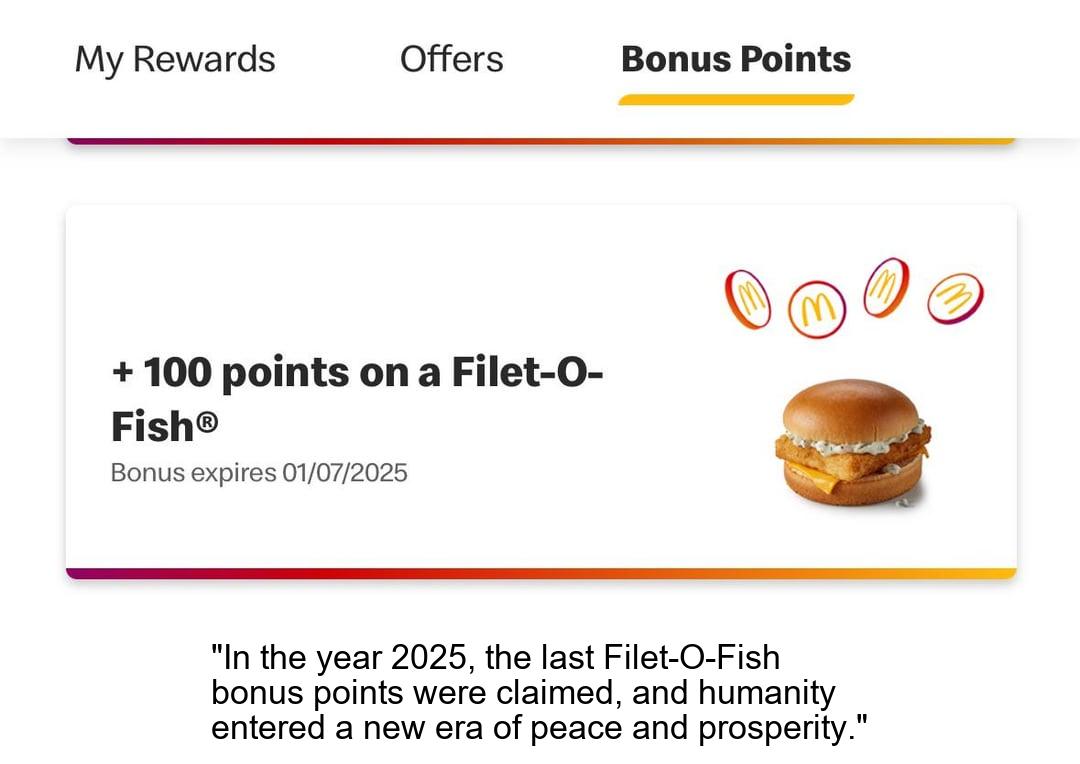 My Rewards Offers Bonus Points
+ 100 points on a Filet-O-
Fish®
Bonus expires 01/07/2025
"In the year 2025, the last Filet-O-Fish
bonus points were claimed, and humanity
entered a new era of peace and prosperity."